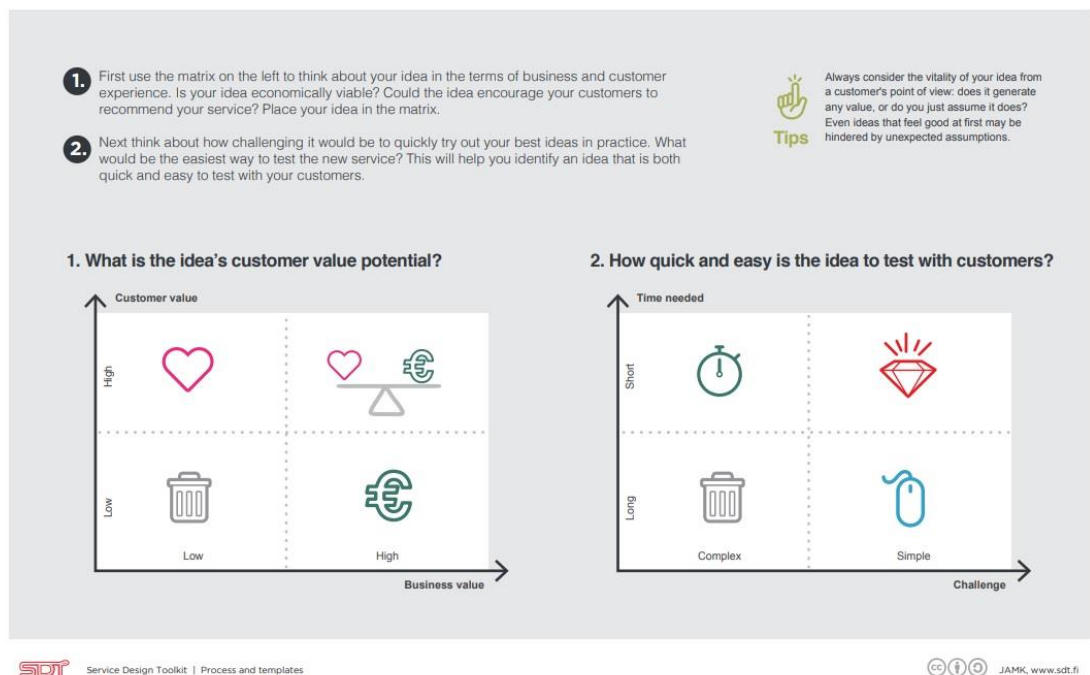 1. First use the matrix on the left to think about your idea in the terms of business and customer
experience. Is your idea economically viable? Could the idea encourage your customers to
recommend your service? Place your idea in the matrix.
2. Next think about how challenging it would be to quickly try out your best ideas in practice. What
would be the easiest way to test the new service? This will help you identify an idea that is both
quick and easy to test with your customers.
Tips
Always consider the vitality of your idea from
a customer's point of view: does it generate
any value, or do you just assume it does?
Even ideas that feel good at first may be
hindered by unexpected assumptions.
1. What is the idea's customer value potential?
Customer value
High
Low
Low
High
Business value
2. How quick and easy is the idea to test with customers?
Time needed
Short
Long
Complex
Simple
Challenge
SDT Service Design Toolkit | Process and templates
cc JAMK, www.sdt.fi